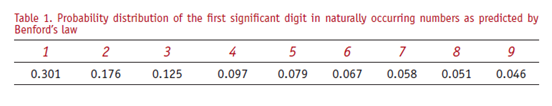 Table 1. Probability distribution of the first significant digit in naturally occurring numbers as predicted by
Benford's law
1 2 3 4 5 6 7 8 9
0.301 0.176 0.125 0.097 0.079 0.067 0.058 0.051 0.046